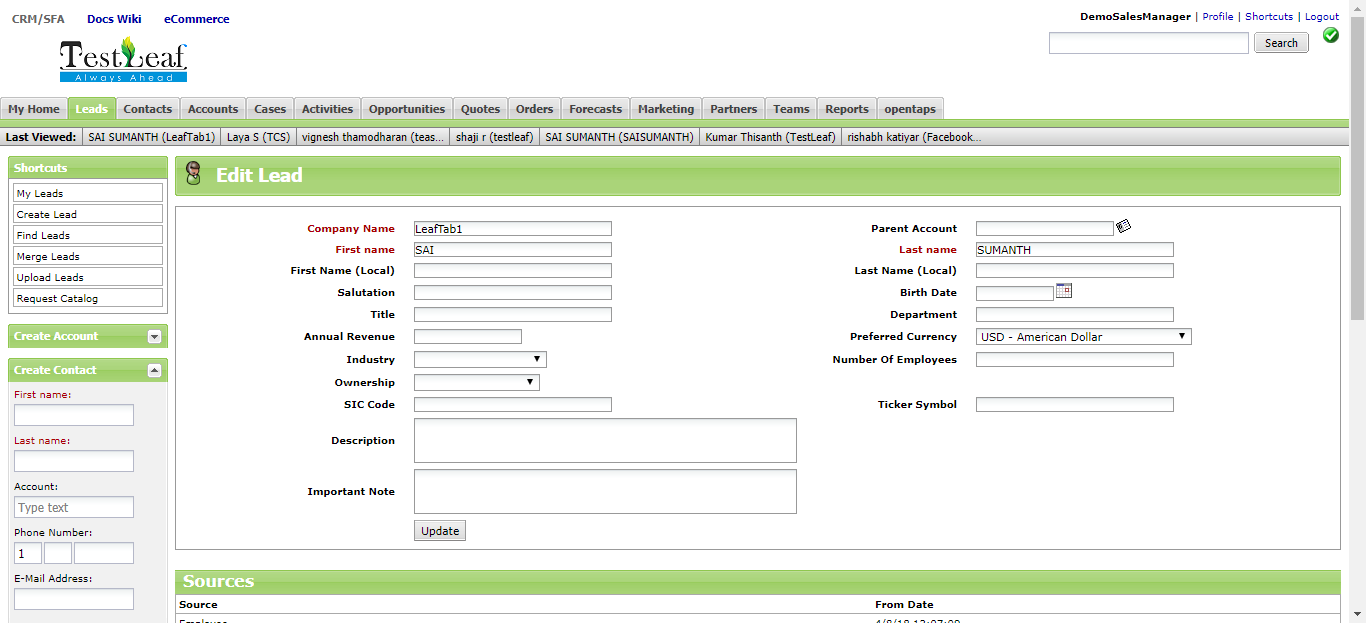 CRM/SFA Docs Wiki eCommerce
DemoSalesManager | Profile | Shortcuts | Logout
Search
TestLeaf
Always Ahead
My Home Leads Contacts Accounts Cases Activities Opportunities Quotes Orders Forecasts Marketing Partners Teams Reports opentaps
Last Viewed: SAI SUMANTH (LeafTab1) Laya S (TCS) vignesh thamodharan (teas... shaji r (testleaf) SAI SUMANTH (SAISUMANTH) Kumar Thisanth (TestLeaf) rishabh katiyar (Facebook...
Shortcuts
My Leads
Create Lead
Find Leads
Merge Leads
Upload Leads
Request Catalog
Create Account
Create Contact
First name:
Last name:
Account:
Type text
Phone Number:
1
E-Mail Address:
Edit Lead
Company Name LeafTab1 Parent Account
First name SAI Last name SUMANTH
First Name (Local) Last Name (Local)
Salutation Birth Date
Title Department
Annual Revenue Preferred Currency USD - American Dollar
Industry Number Of Employees
Ownership
SIC Code Ticker Symbol
Description
Important Note
Update
Sources
Source From Date